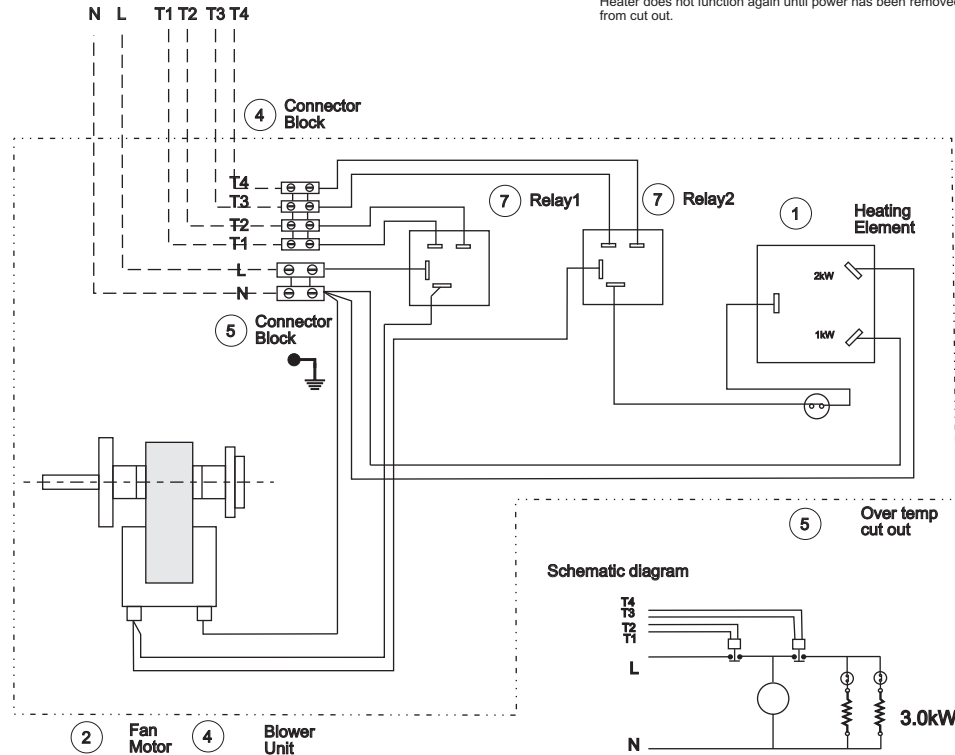 Heater does not function again until power has been removed
from cut out.
N L T1 T2 T3 T4
4 Connector
Block
T4
T3
T2
T1
L
N
7 Relay1
7 Relay2
1 Heating
Element
2kW
1kW
5 Connector
Block
5 Over temp
cut out
Schematic diagram
T4
T3
T2
T1
L
N
3.0kW
2 Fan
Motor
4 Blower
Unit